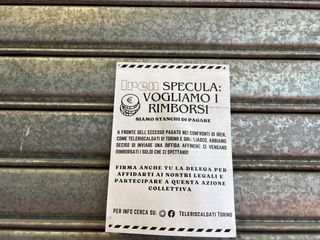 Iren SPECULA:
VOGLIAMO I
RIMBORSI
SIAMO STANCHI DI PAGARE
A FRONTE DELL'ECCESSO PAGATO NEI CONFRONTI DI IREN,
COME TELERISCALDATI DI TORINO E GRUGLIASCO, ABBIAMO
DECISO DI INVIARE UNA DIFFIDA AFFINCHÉ CI VENGANO
RIMBORSATI I SOLDI CHE CI SPETTANO!
FIRMA ANCHE TU LA DELEGA PER
AFFIDARTI AI NOSTRI LEGALI E
PARTECIPARE A QUESTA AZIONE
COLLETTIVA
PER INFO CERCA SU: TELERISCALDATI TORINO